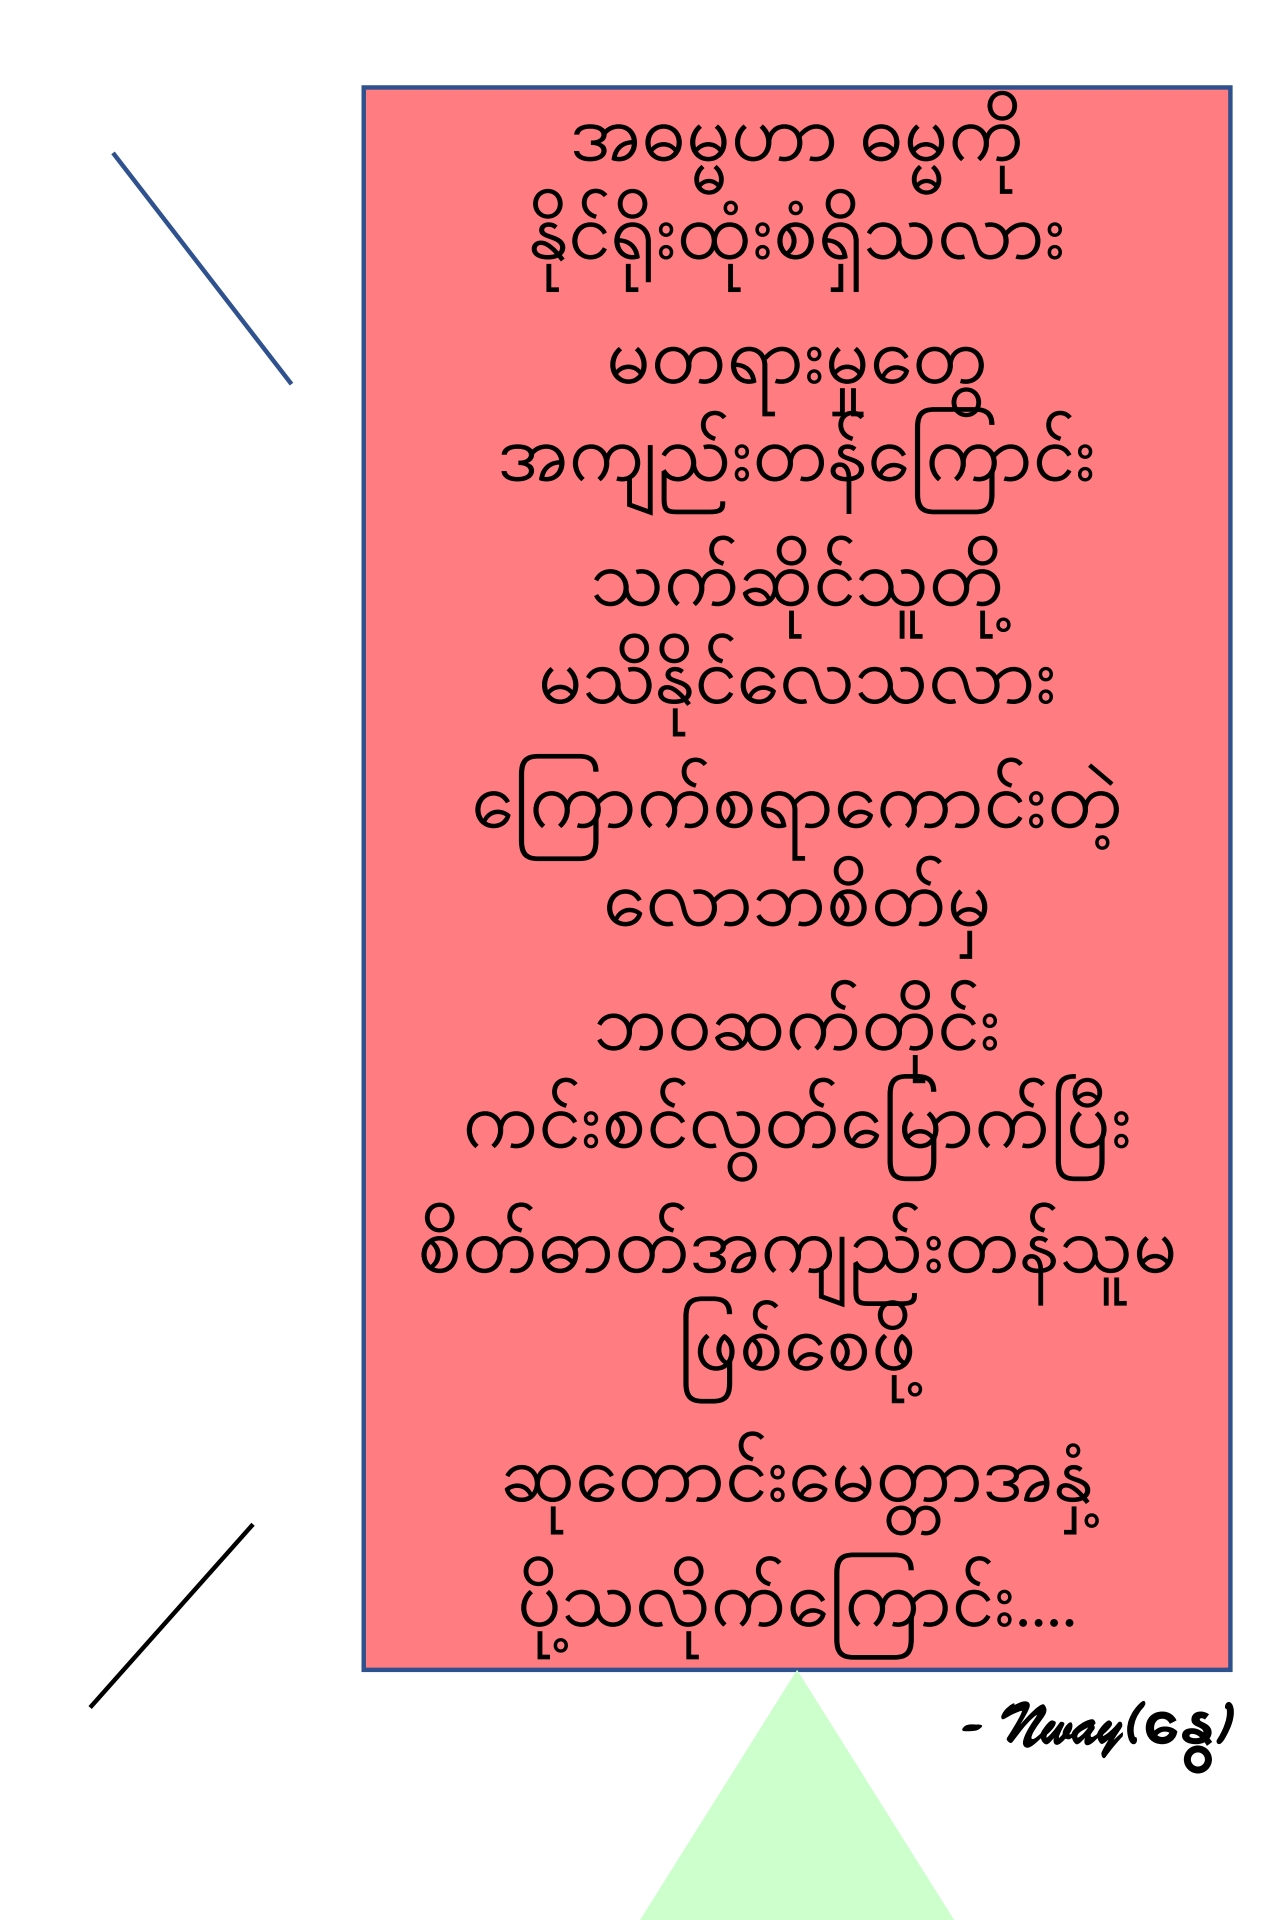 အဓမ္မဟာ ဓမ္မကို
နိုင်ရိုးထုံးစံရှိသလား
မတရားမှုတွေ
အကျည်းတန်ကြောင်း
သက်ဆိုင်သူတို့
မသိနိုင်လေသလား
ကြောက်စရာကောင်းတဲ့
လောဘစိတ်မှ
ဘဝဆက်တိုင်း
ကင်းစင်လွတ်မြောက်ပြီး
စိတ်ဓာတ်အကျည်းတန်သူမ
ဖြစ်စေဖို့
ဆုတောင်းမေတ္တာအနှံ့
ပို့သလိုက်ကြောင်း....
- Nway(နွေ)